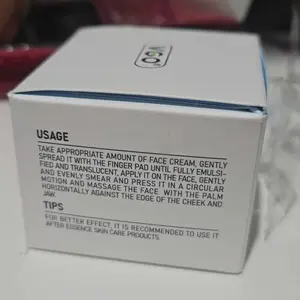 USAGE
TAKE APPROPRIATE AMOUNT OF FACE CREAM, GENTLY
SPREAD IT WITH THE FINGER PAD UNTIL FULLY EMULSI-
FIED AND TRANSLUCENT, APPLY IT ON THE FACE, GENTLY
AND EVENLY SMEAR AND PRESS IT IN A CIRCULAR
MOTION AND MASSAGE THE FACE. WITH THE PALM
HORIZONTALLY AGAINST THE EDGE OF THE CHEEK AND
JAW.
TIPS
FOR BETTER EFFECT, IT IS RECOMMENDED TO USE IT
AFTER ESSENCE SKIN CARE PRODUCTS.